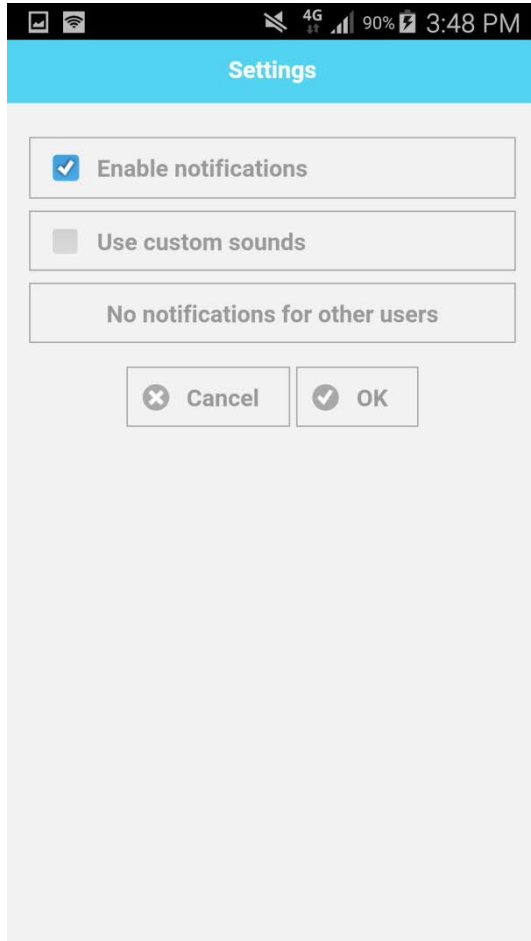 4G 90% 3:48 PM
Settings
Enable notifications
Use custom sounds
No notifications for other users
Cancel OK